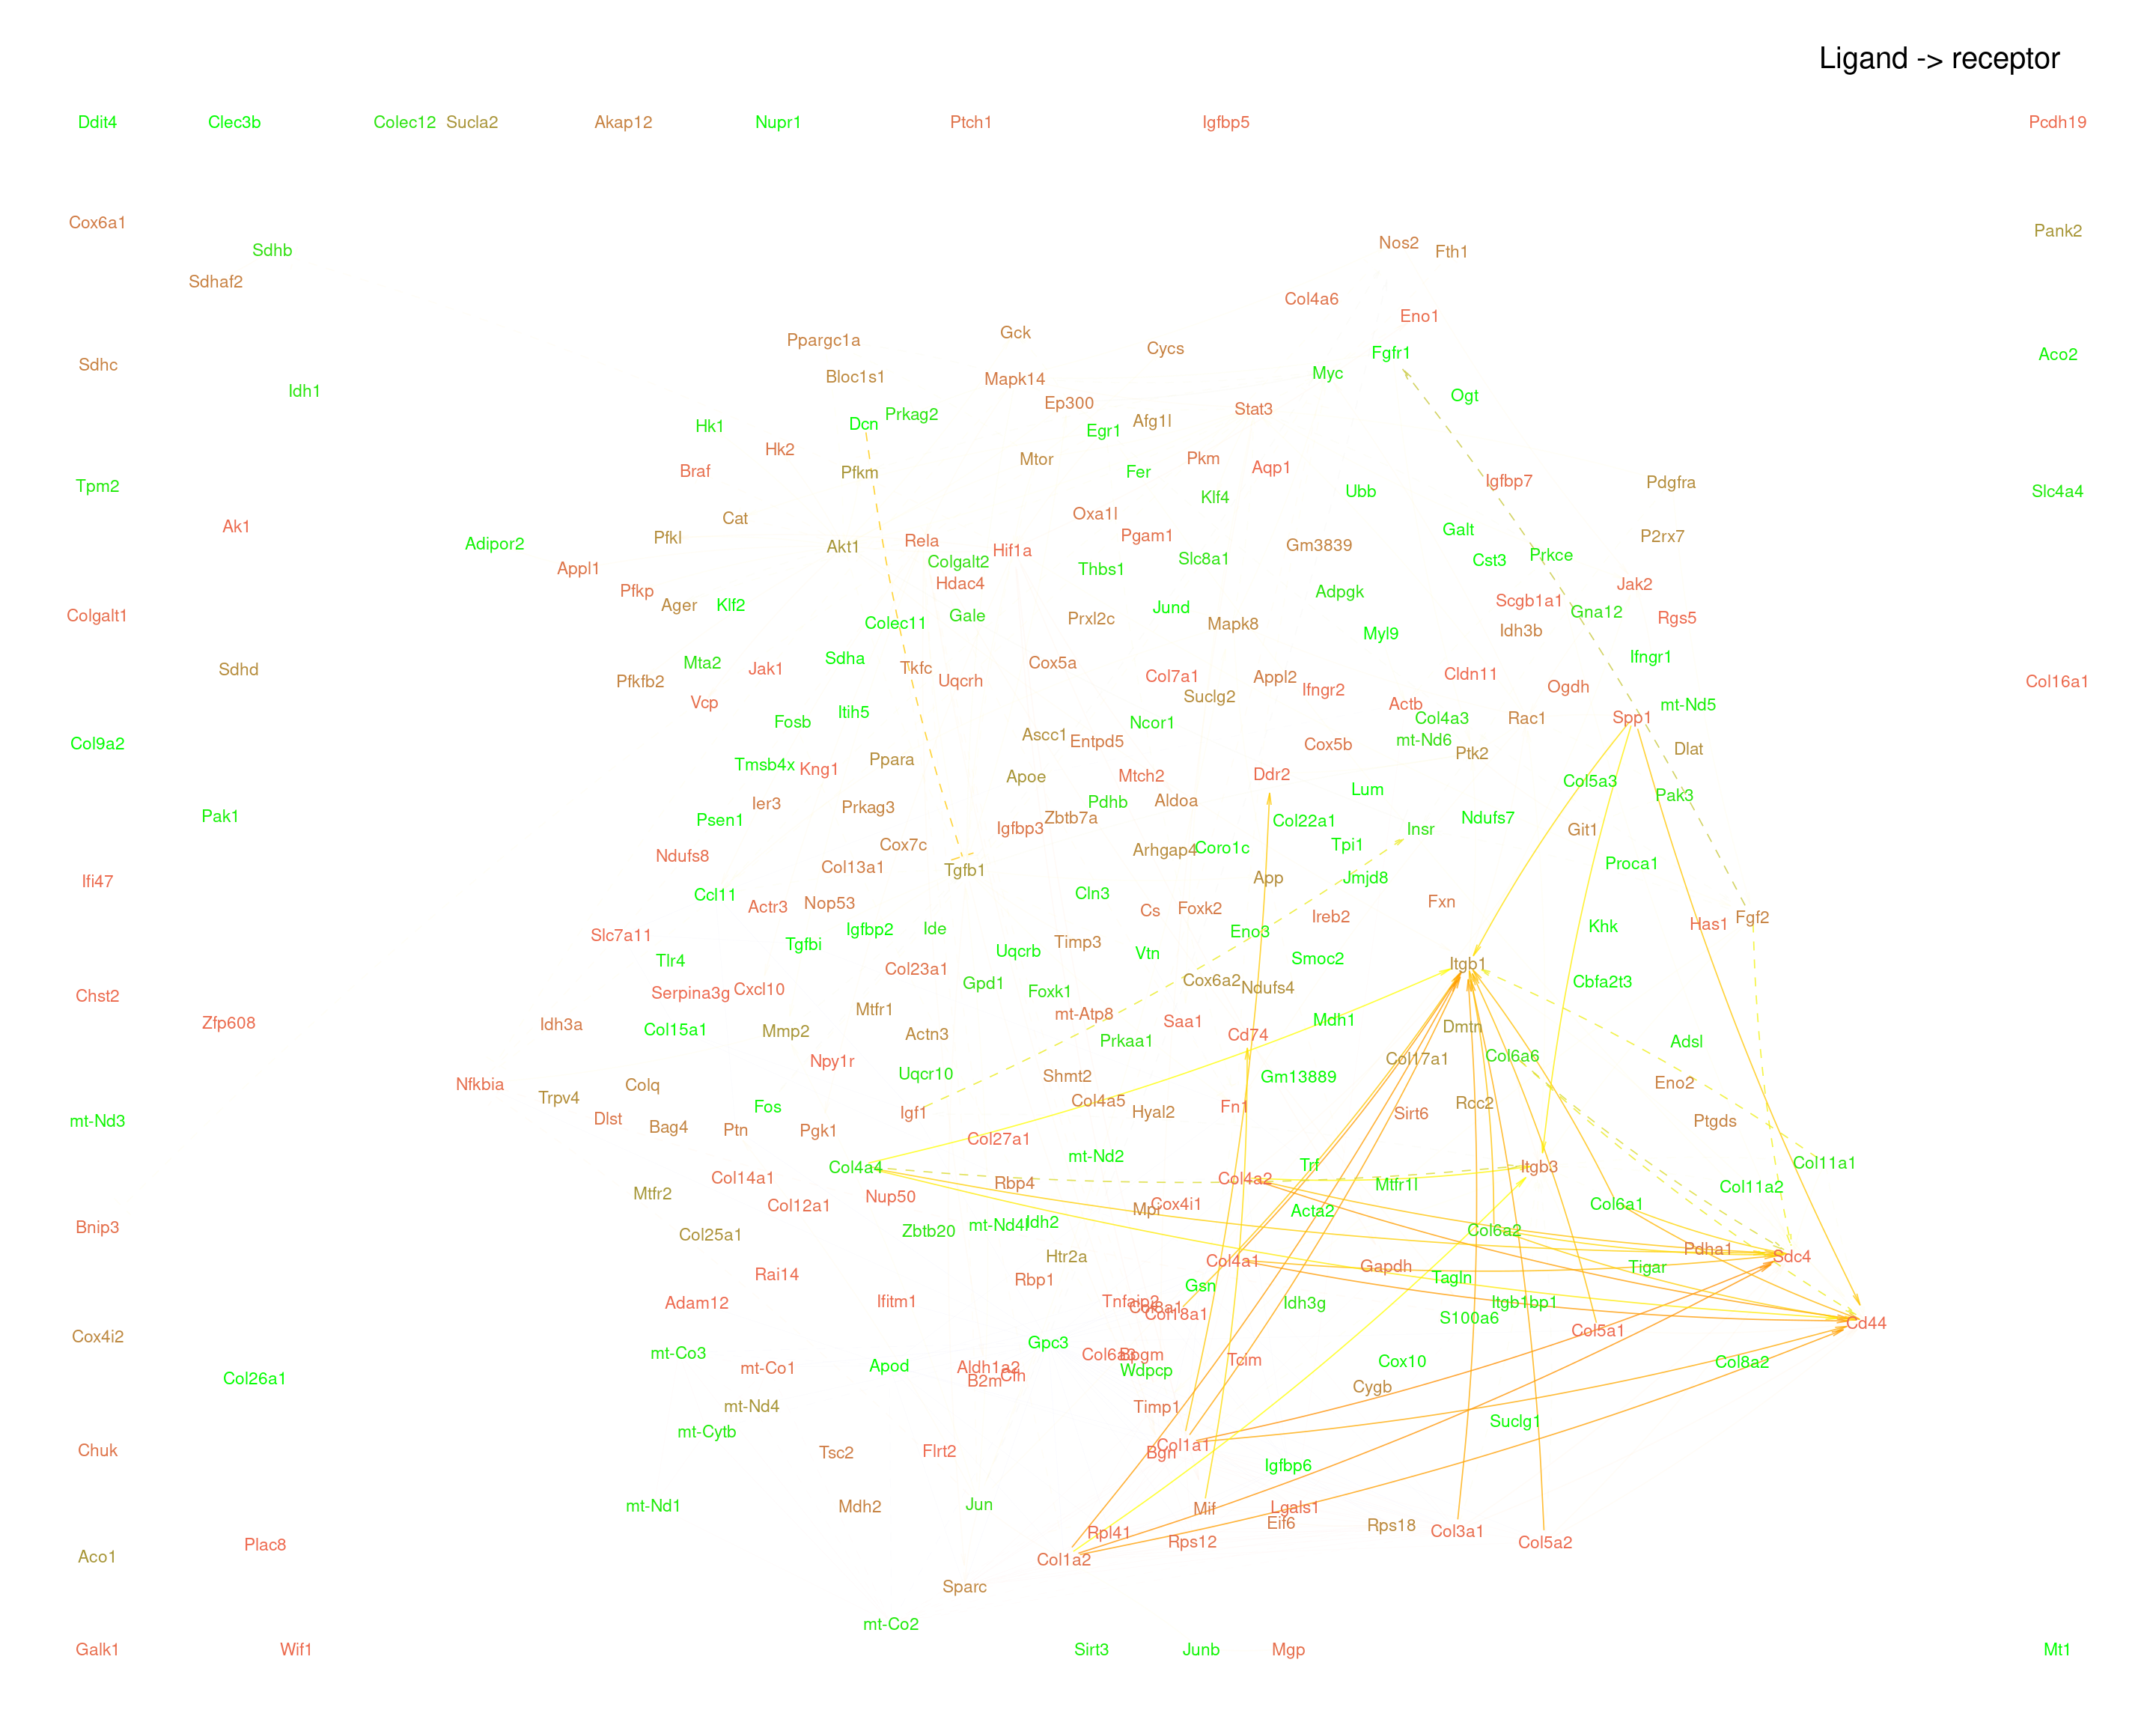 Ligand -> receptor
Ddit4 Clec3b Colec12 Sucla2 Akap12 Nupr1 Ptch1 Igfbp5 Pcdh19
Cox6a1 Pank2
Nos2
Sdhb Fth1
Sdhaf2
Col4a6
Eno1
Ppargc1a Gck
Cycs Fgfr1 Aco2
Sdhc
Bloc1s1 Mapk14 Myc
Idh1 Ogt
Ep300 Stat3
Dcn Prkag2 Afg1l
Hk1 Egr1
Hk2
Mtor Pkm
Braf Pfkm Fer Aqp1
Tpm2 Igfbp7 Pdgfra Slc4a4
Klf4 Ubb
Cat Oxa1l
Ak1 Galt
Pfkl Rela Pgam1 P2rx7
Adipor2 Akt1 Hif1a Gm3839
Colgalt2 Slc8a1 Cst3 Prkce
Appl1 Thbs1
Pfkp Hdac4 Adpgk Jak2
Ager Klf2 Jund Scgb1a1
Colgalt1 Gale Prxl2c Gna12 Rgs5
Colec11 Mapk8 Idh3b
Myl9
Mta2 Jak1 Sdha Tkfc Cox5a Ifngr1
Sdhd Pfkfb2 Uqcrh Col7a1 Appl2 Cldn11 Col16a1
Vcp Suclg2 Ifngr2 Ogdh
Fosb Itih5 Ncor1 Actb Col4a3 Rac1 Spp1 mt-Nd5
Col9a2 Ascc1 Entpd5 Cox5b mt-Nd6
Tmsb4x Kng1 Ppara Ptk2 Dlat
Apoe Mtch2 Ddr2 Col5a3
Ier3 Prkag3 Pdhb Aldoa Lum Pak3
Pak1 Psen1 Igfbp3 Zbtb7a Col22a1 Insr Ndufs7 Git1
Ndufs8 Cox7c Arhgap4 Coro1c Tpi1
Ifi47 Col13a1 Tgfb1 App Jmjd8 Proca1
Ccl11 Actr3 Nop53 Cln3 Cs Foxk2 Fxn
Slc7a11 Tgfbi Igfbp2 Ide Timp3 Eno3 Ireb2 Khk Has1 Fgf2
Tlr4 Uqcrb Vtn Smoc2 Itgb1
Col23a1 Gpd1 Cox6a2 Cbfa2t3
Chst2 Serpina3g Cxcl10 Foxk1 Ndufs4
Zfp608 Idh3a Col15a1 Mmp2 Mtfr1 mt-Atp8 Saa1 Mdh1 Dmtn
Actn3 Prkaa1 Cd74 Adsl
Npy1r Col17a1 Col6a6
Nfkbia Colq Uqcr10 Shmt2 Gm13889 Eno2
Trpv4 Fos Igf1 Col4a5 Hyal2 Fn1 Rcc2
mt-Nd3 Dlst Bag4 Ptn Pgk1 Sirt6 Ptgds
Col27a1
Col4a4 mt-Nd2 Trf Itgb3 Col11a1
Col14a1 Rbp4 Col4a2 Mtfr1l Col11a2
Mtfr2 Col12a1 Nup50 Mpi Cox4i1 Acta2 Col6a1
Bnip3 Col25a1 Zbtb20 mt-Nd4l Idh2 Col6a2
Htr2a Col4a1 Gapdh Pdha1 Sdc4
Rai14 Rbp1 Gsn Tagln Tigar
Adam12 Ifitm1 Tnfaip2 Col8a1 Col18a1 Idh3g Itgb1bp1
Cox4i2 Gpc3 S100a6 Col5a1 Cd44
mt-Co3 mt-Co1 Apod Aldh1a2 Col6a3 Bpgm Tcim Cox10 Col8a2
Col26a1 B2m Cfh Wdpcp Cygb
mt-Nd4 Timp1
mt-Cytb Suclg1
Chuk Tsc2 Flrt2 Bgn Col1a1 Igfbp6
mt-Nd1 Mdh2 Jun Mif Lgals1
Plac8 Rpl41 Rps12 Eif6 Rps18 Col3a1 Col5a2
Aco1 Col1a2
Sparc
mt-Co2
Galk1 Wif1 Sirt3 Junb Mgp Mt1